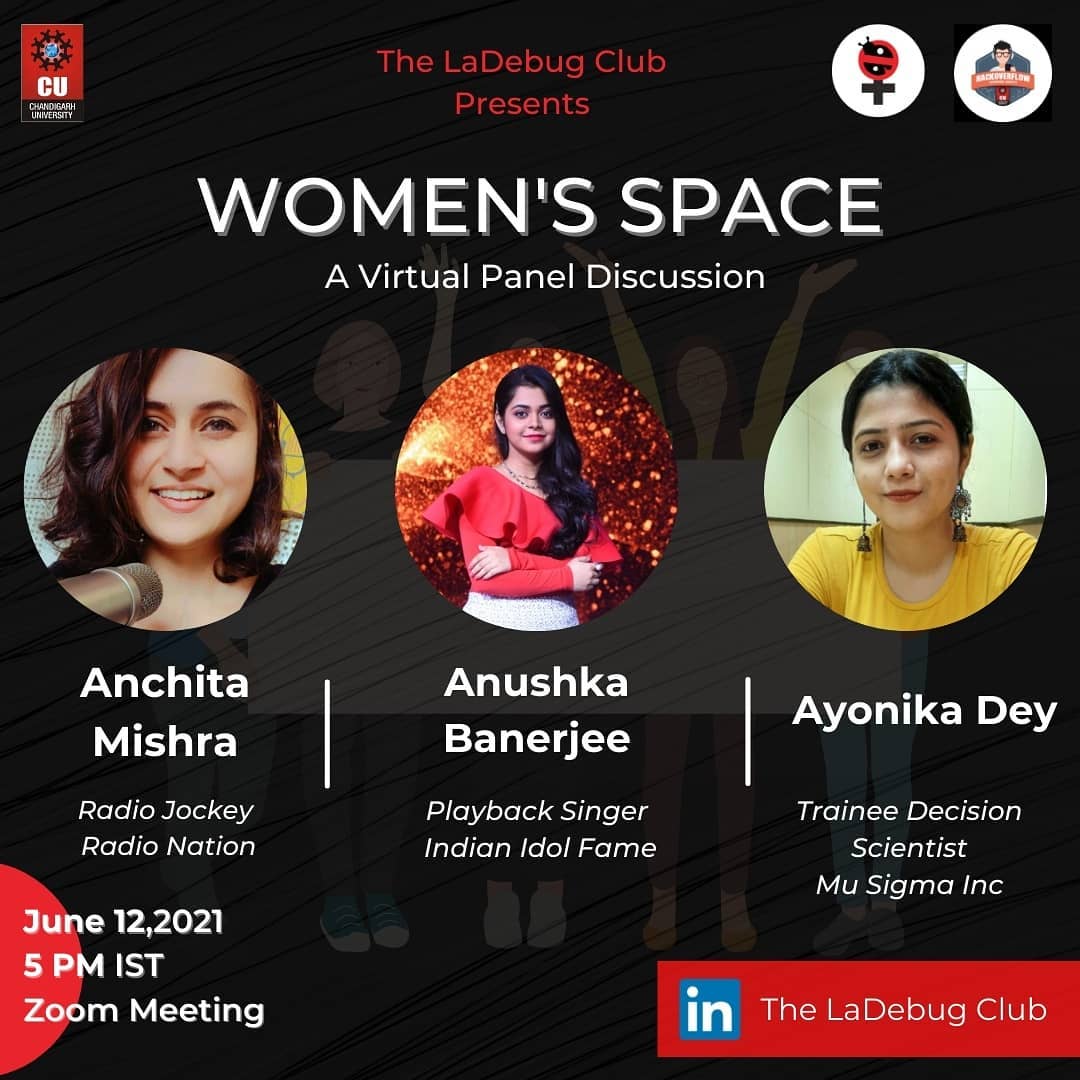 CU
CHANDIGARH
UNIVERSITY
The LaDebug Club
Presents
HACKOVERFLOW
WOMEN'S SPACE
A Virtual Panel Discussion
Anchita
Mishra
Radio Jockey
Radio Nation
Anushka
Banerjee
Playback Singer
Indian Idol Fame
Ayonika Dey
Trainee Decision
Scientist
Mu Sigma Inc
June 12,2021
5 PM IST
Zoom Meeting
in The LaDebug Club